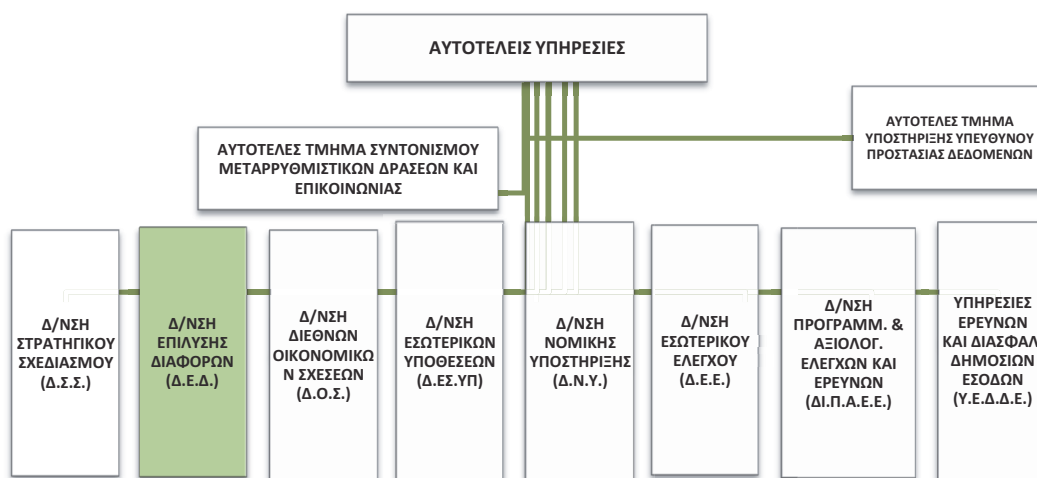 ΑΥΤΟΤΕΛΕΙΣ ΥΠΗΡΕΣΙΕΣ
ΑΥΤΟΤΕΛΕΣ ΤΜΗΜΑ
ΥΠΟΣΤΗΡΙΞΗΣ ΥΠΕΥΘΥΝΟΥ
ΠΡΟΣΤΑΣΙΑΣ ΔΕΔΟΜΕΝΩΝ
ΑΥΤΟΤΕΛΕΣ ΤΜΗΜΑ ΣΥΝΤΟΝΙΣΜΟΥ
ΜΕΤΑΡΡΥΘΜΙΣΤΙΚΩΝ ΔΡΑΣΕΩΝ ΚΑΙ
ΕΠΙΚΟΙΝΩΝΙΑΣ
Δ/ΝΣΗ
ΣΤΡΑΤΗΓΙΚΟΥ
ΣΧΕΔΙΑΣΜΟΥ
(Δ.Σ.Σ.)
Δ/ΝΣΗ
ΕΠΙΛΥΣΗΣ
ΔΙΑΦΟΡΩΝ
(Δ.Ε.Δ.)
Δ/ΝΣΗ
ΔΙΕΘΝΩΝ
ΟΙΚΟΝΟΜΙΚΩ
Ν ΣΧΕΣΕΩΝ
(Δ.Ο.Σ.)
Δ/ΝΣΗ
ΕΣΩΤΕΡΙΚΩΝ
ΥΠΟΘΕΣΕΩΝ
(Δ.ΕΣ.ΥΠ)
Δ/ΝΣΗ
ΝΟΜΙΚΗΣ
ΥΠΟΣΤΗΡΙΞΗΣ
(Δ.Ν.Υ.)
Δ/ΝΣΗ
ΕΣΩΤΕΡΙΚΟΥ
ΕΛΕΓΧΟΥ
(Δ.Ε.Ε.)
Δ/ΝΣΗ
ΠΡΟΓΡΑΜΜ. &
ΑΞΙΟΛΟΓ.
ΕΛΕΓΧΩΝ ΚΑΙ
ΕΡΕΥΝΩΝ
(ΔΙ.Π.Α.Ε.Ε.)
ΥΠΗΡΕΣΙΕΣ
ΕΡΕΥΝΩΝ
ΚΑΙ ΔΙΑΣΦΑΛ
ΔΗΜΟΣΙΩΝ
ΕΣΟΔΩΝ
(Υ.Ε.Δ.Δ.Ε.)